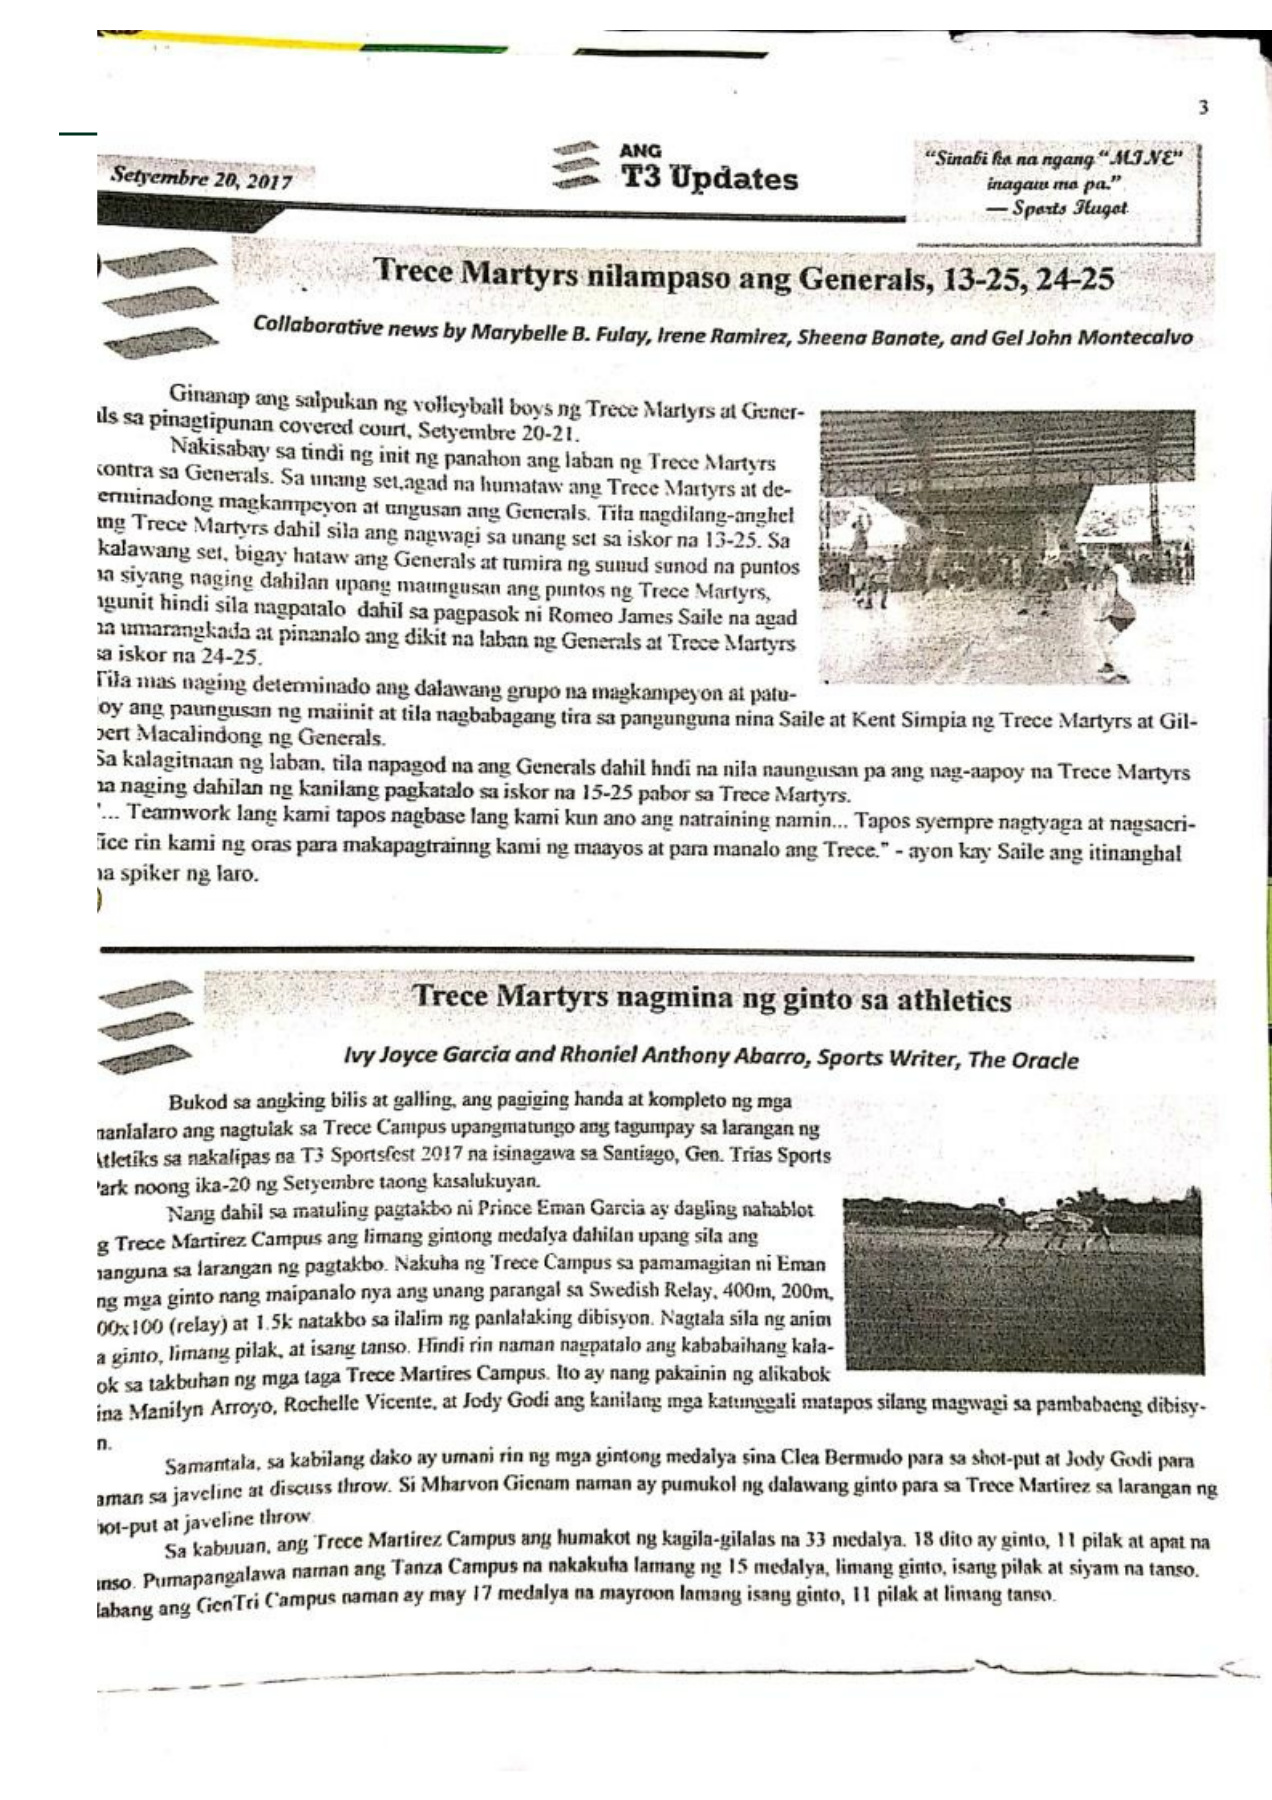 3
Setyembre 20, 2017
ANG
T3 Updates
“Sinabi ko na ngang “MINE”
inagaw mo pa.”
— Sports Hugot
Trece Martyrs nilampaso ang Generals, 13-25, 24-25
Collaborative news by Marybelle B. Fulay, Irene Ramirez, Sheena Banate, and Gel John Montecalvo
Ginanap ang salpukan ng volleyball boys ng Trece Martyrs at Gener-
ls sa pinagtipunan covered court, Setyembre 20-21.
Nakisabay sa tindi ng init ng panahon ang laban ng Trece Martyrs
kontra sa Generals. Sa unang set,agad na humataw ang Trece Martyrs at de-
erminadong magkampeyon at ungusan ang Generals. Tila nagdilang-anghel
ang Trece Martyrs dahil sila ang nagwagi sa unang set sa iskor na 13-25. Sa
kalawang set, bigay hataw ang Generals at tumira ng sunud sunod na puntos
na siyang naging dahilan upang maungusan ang puntos ng Trece Martyrs,
ngunit hindi sila nagpatalo dahil sa pagpasok ni Romeo James Saile na agad
na umarangkada at pinanalo ang dikit na laban ng Generals at Trece Martyrs
sa iskor na 24-25.
Tila mas naging determinado ang dalawang grupo na magkampeyon at patu-
oy ang paungusan ng maiinit at tila nagbabagang tira sa pangunguna nina Saile at Kent Simpia ng Trece Martyrs at Gil-
bert Macalindong ng Generals.
Sa kalagitnaan ng laban, tila napagod na ang Generals dahil hndi na nila naungusan pa ang nag-aapoy na Trece Martyrs
na naging dahilan ng kanilang pagkatalo sa iskor na 15-25 pabor sa Trece Martyrs.
"... Teamwork lang kami tapos nagbase lang kami kun ano ang natraining namin... Tapos syempre nagtyaga at nagsacri-
fice rin kami ng oras para makapagtrainng kami ng maayos at para manalo ang Trece." - ayon kay Saile ang itinanghal
na spiker ng laro.
Trece Martyrs nagmina ng ginto sa athletics
Ivy Joyce Garcia and Rhoniel Anthony Abarro, Sports Writer, The Oracle
Bukod sa angking bilis at galling, ang pagiging handa at kompleto ng mga
manlalaro ang nagtulak sa Trece Campus upangmatungo ang tagumpay sa larangan ng
Atletiks sa nakalipas na T3 Sportsfest 2017 na isinagawa sa Santiago, Gen. Trias Sports
Park noong ika-20 ng Setyembre taong kasalukuyan.
Nang dahil sa matuling pagtakbo ni Prince Eman Garcia ay dagling nahablot
g Trece Martirez Campus ang limang gintong medalya dahilan upang sila ang
nanguna sa larangan ng pagtakbo. Nakuha ng Trece Campus sa pamamagitan ni Eman
ng mga ginto nang maipanalo nya ang unang parangal sa Swedish Relay, 400m, 200m,
00x100 (relay) at 1.5k natakbo sa ilalim ng panlalaking dibisyon. Nagtala sila ng anim
a ginto, limang pilak, at isang tanso. Hindi rin naman nagpatalo ang kababaihang kala-
ok sa takbuhan ng mga taga Trece Martires Campus. Ito ay nang pakainin ng alikabok
ina Manilyn Arroyo, Rochelle Vicente, at Jody Godi ang kanilang mga katunggali matapos silang magwagi sa pambabaeng dibisy-
n.
Samantala, sa kabilang dako ay umani rin ng mga gintong medalya sina Clea Bermudo para sa shot-put at Jody Godi para
aman sa javeline at discuss throw. Si Mharvon Gienam naman ay pumukol ng dalawang ginto para sa Trece Martirez sa larangan ng
hot-put at javeline throw.
Sa kabuuan, ang Trece Martirez Campus ang humakot ng kagila-gilalas na 33 medalya. 18 dito ay ginto, 11 pilak at apat na
anso. Pumapangalawa naman ang Tanza Campus na nakakuha lamang ng 15 medalya, limang ginto, isang pilak at siyam na tanso.
labang ang GenTri Campus naman ay may 17 medalya na mayroon lamang isang ginto, 11 pilak at limang tanso.